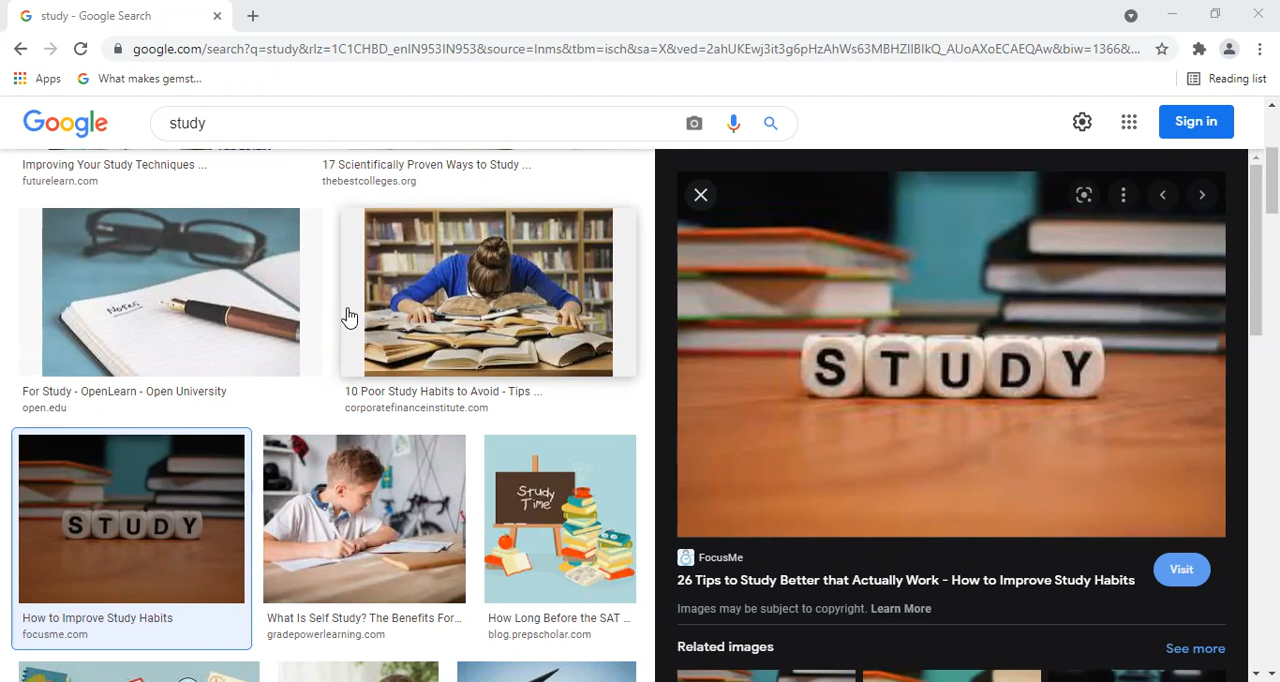 study - Google Search
google.com/search?q=study&rlz=1C1CHBD_enIN953IN953&source=lnms&tbm=isch&sa=X&ved=2ahUKEwj3it3g6pHzAhWs63MBHZIlBIkQ_AUoAXoECAEQAw&biw=1366&...
Apps
What makes gemst...
Reading list
Google
study
Sign in
Improving Your Study Techniques ...
futurelearn.com
17 Scientifically Proven Ways to Study ...
thebestcolleges.org
Notes
For Study - OpenLearn - Open University
open.edu
10 Poor Study Habits to Avoid - Tips ...
corporatefinanceinstitute.com
STUDY
How to Improve Study Habits
focusme.com
What Is Self Study? The Benefits For...
gradepowerlearning.com
Study
Time
How Long Before the SAT ...
blog.prepscholar.com
STUDY
FocusMe
26 Tips to Study Better that Actually Work - How to Improve Study Habits
Visit
Images may be subject to copyright. Learn More
Related images
See more